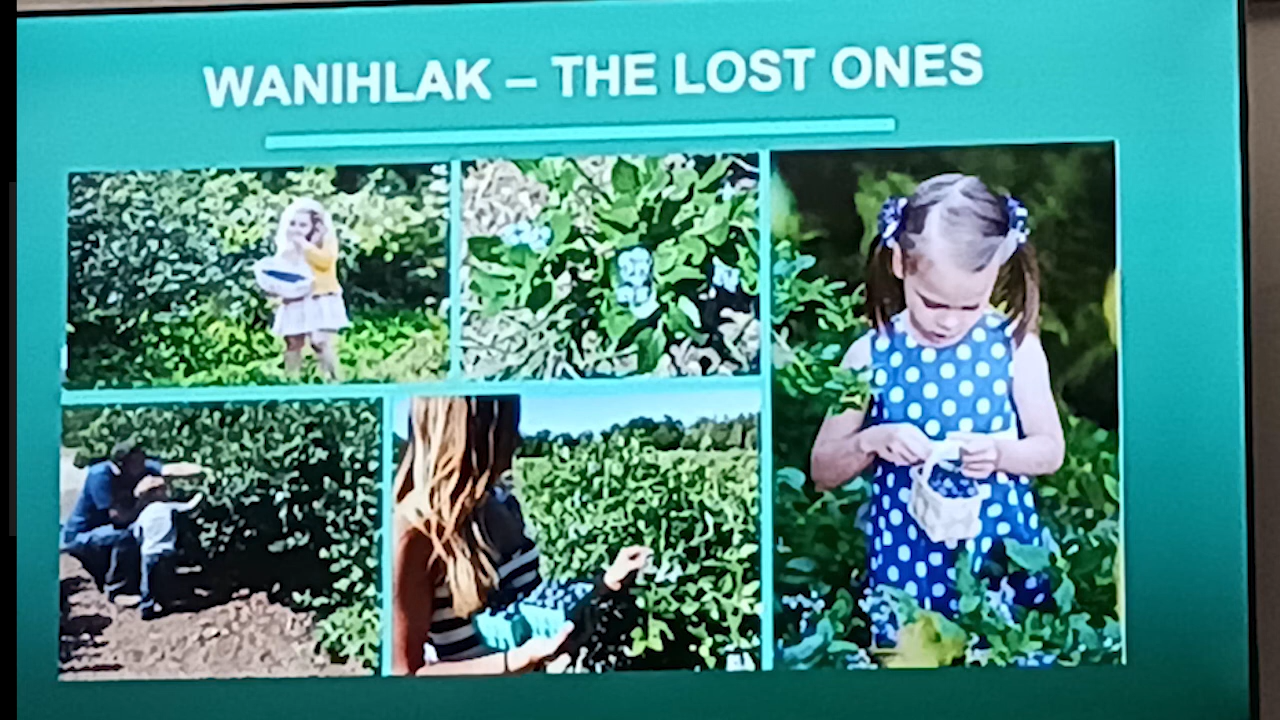 WANIHLAK – THE LOST ONES